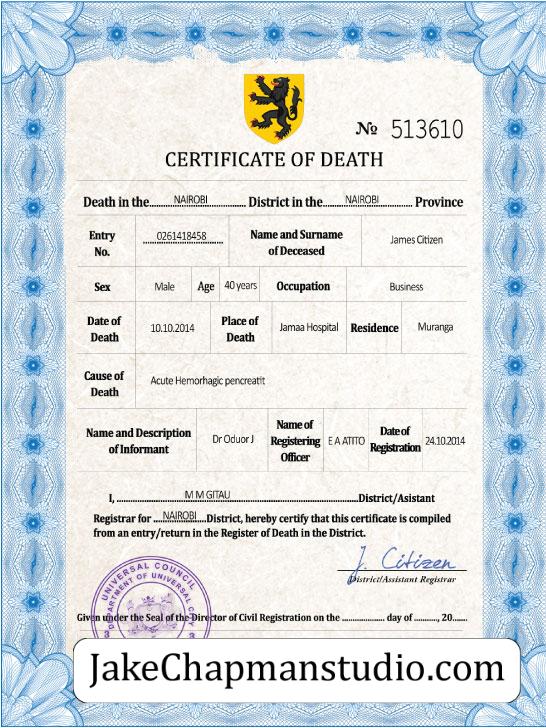 № 513610
CERTIFICATE OF DEATH
Death in the NAIROBI District in the NAIROBI Province
Entry No. 0261418458 Name and Surname of Deceased James Citizen
Sex Male Age 40 years Occupation Business
Date of Death 10.10.2014 Place of Death Jamaa Hospital Residence Muranga
Cause of Death Acute Hemorhagic pencreatit
Name and Description of Informant Dr Oduor J Name of Registering Officer E A ATITO Date of Registration 24.10.2014
I, M M GITAU District/Asistant
Registrar for NAIROBI District, hereby certify that this certificate is compiled
from an entry/return in the Register of Death in the District.
J. Citizen
District/Assistant Registrar
UNIVERSAL COUNCIL
DEPARTMENT OF UNIVERSAL CITY
Given under the Seal of the Director of Civil Registration on the .................. day of .........., 20......
JakeChapmanstudio.com